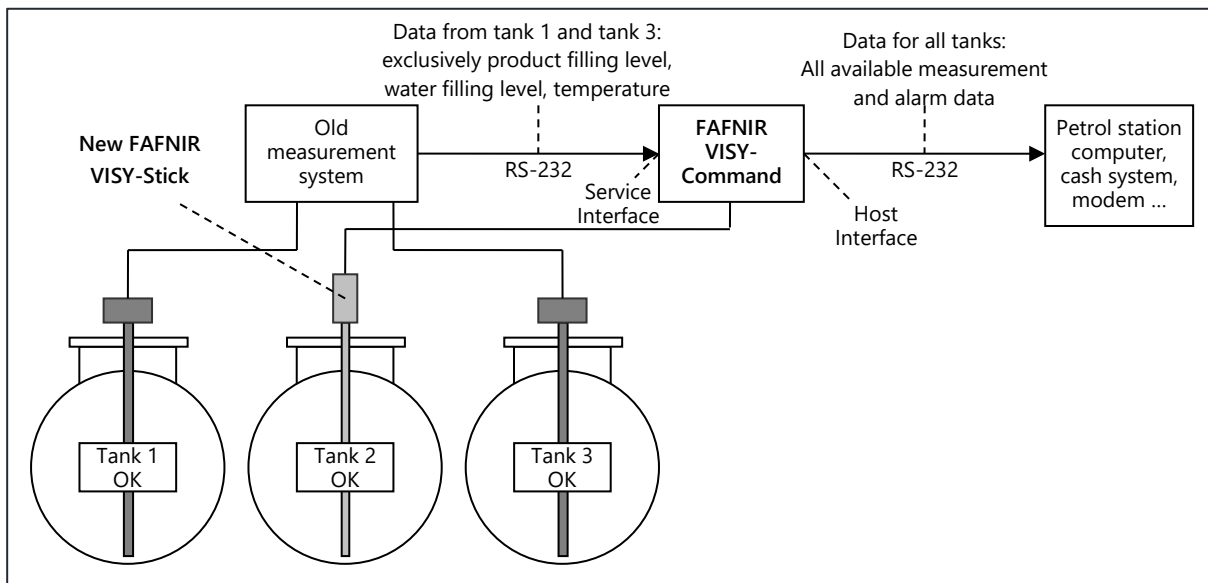 Data from tank 1 and tank 3:
exclusively product filling level,
water filling level, temperature
Data for all tanks:
All available measurement
and alarm data
New FAFNIR
VISY-Stick
Old
measurement
system
RS-232
FAFNIR
VISY-
Command
RS-232
Petrol station
computer,
cash system,
modem ...
Service
Interface
Host
Interface
Tank 1
OK
Tank 2
OK
Tank 3
OK